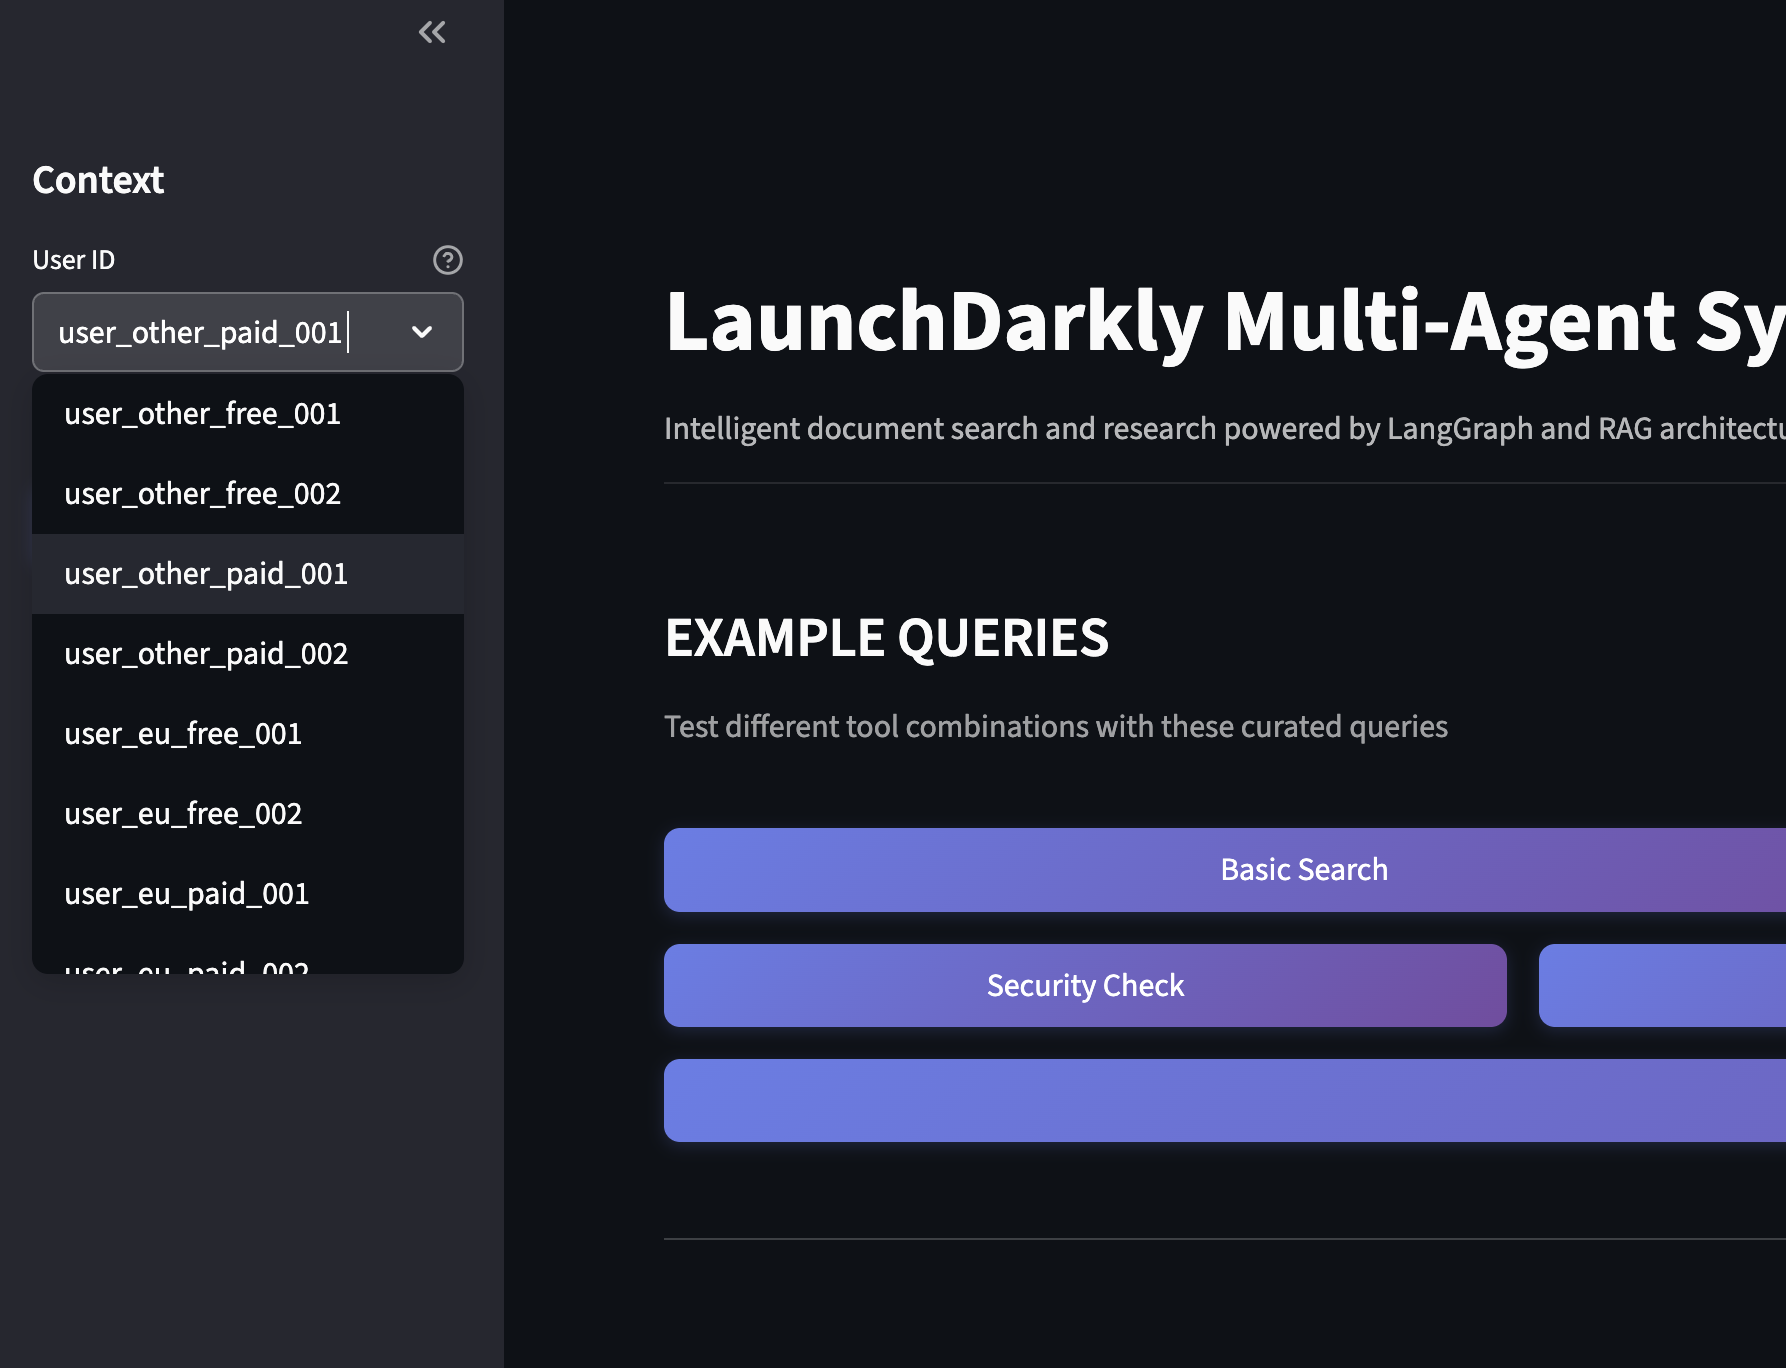 Context
User ID
user_other_paid_001
user_other_free_001
user_other_free_002
user_other_paid_001
user_other_paid_002
user_eu_free_001
user_eu_free_002
user_eu_paid_001
user_eu_paid_002
LaunchDarkly Multi-Agent Sy
Intelligent document search and research powered by LangGraph and RAG architectu
EXAMPLE QUERIES
Test different tool combinations with these curated queries
Basic Search
Security Check